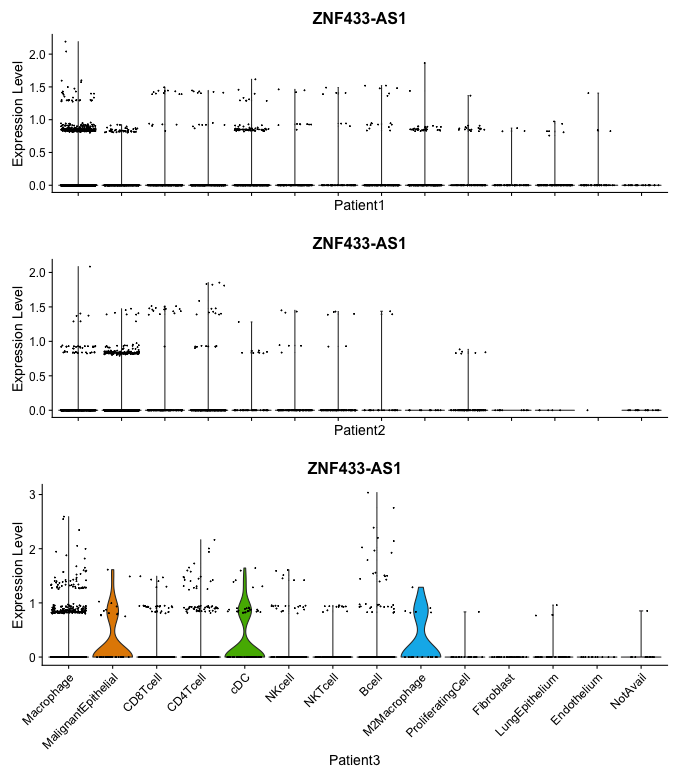 ZNF433-AS1
Expression Level
2.0
1.5
1.0
0.5
0.0
Patient1
ZNF433-AS1
Expression Level
2.0
1.5
1.0
0.5
0.0
Patient2
ZNF433-AS1
Expression Level
3
2
1
0
Macrophage
MalignantEpithelial
CD8Tcell
CD4Tcell
cDC
NKcell
NKTcell
Bcell
M2Macrophage
ProliferatingCell
Fibroblast
LungEpithelium
Endothelium
NotAvail
Patient3